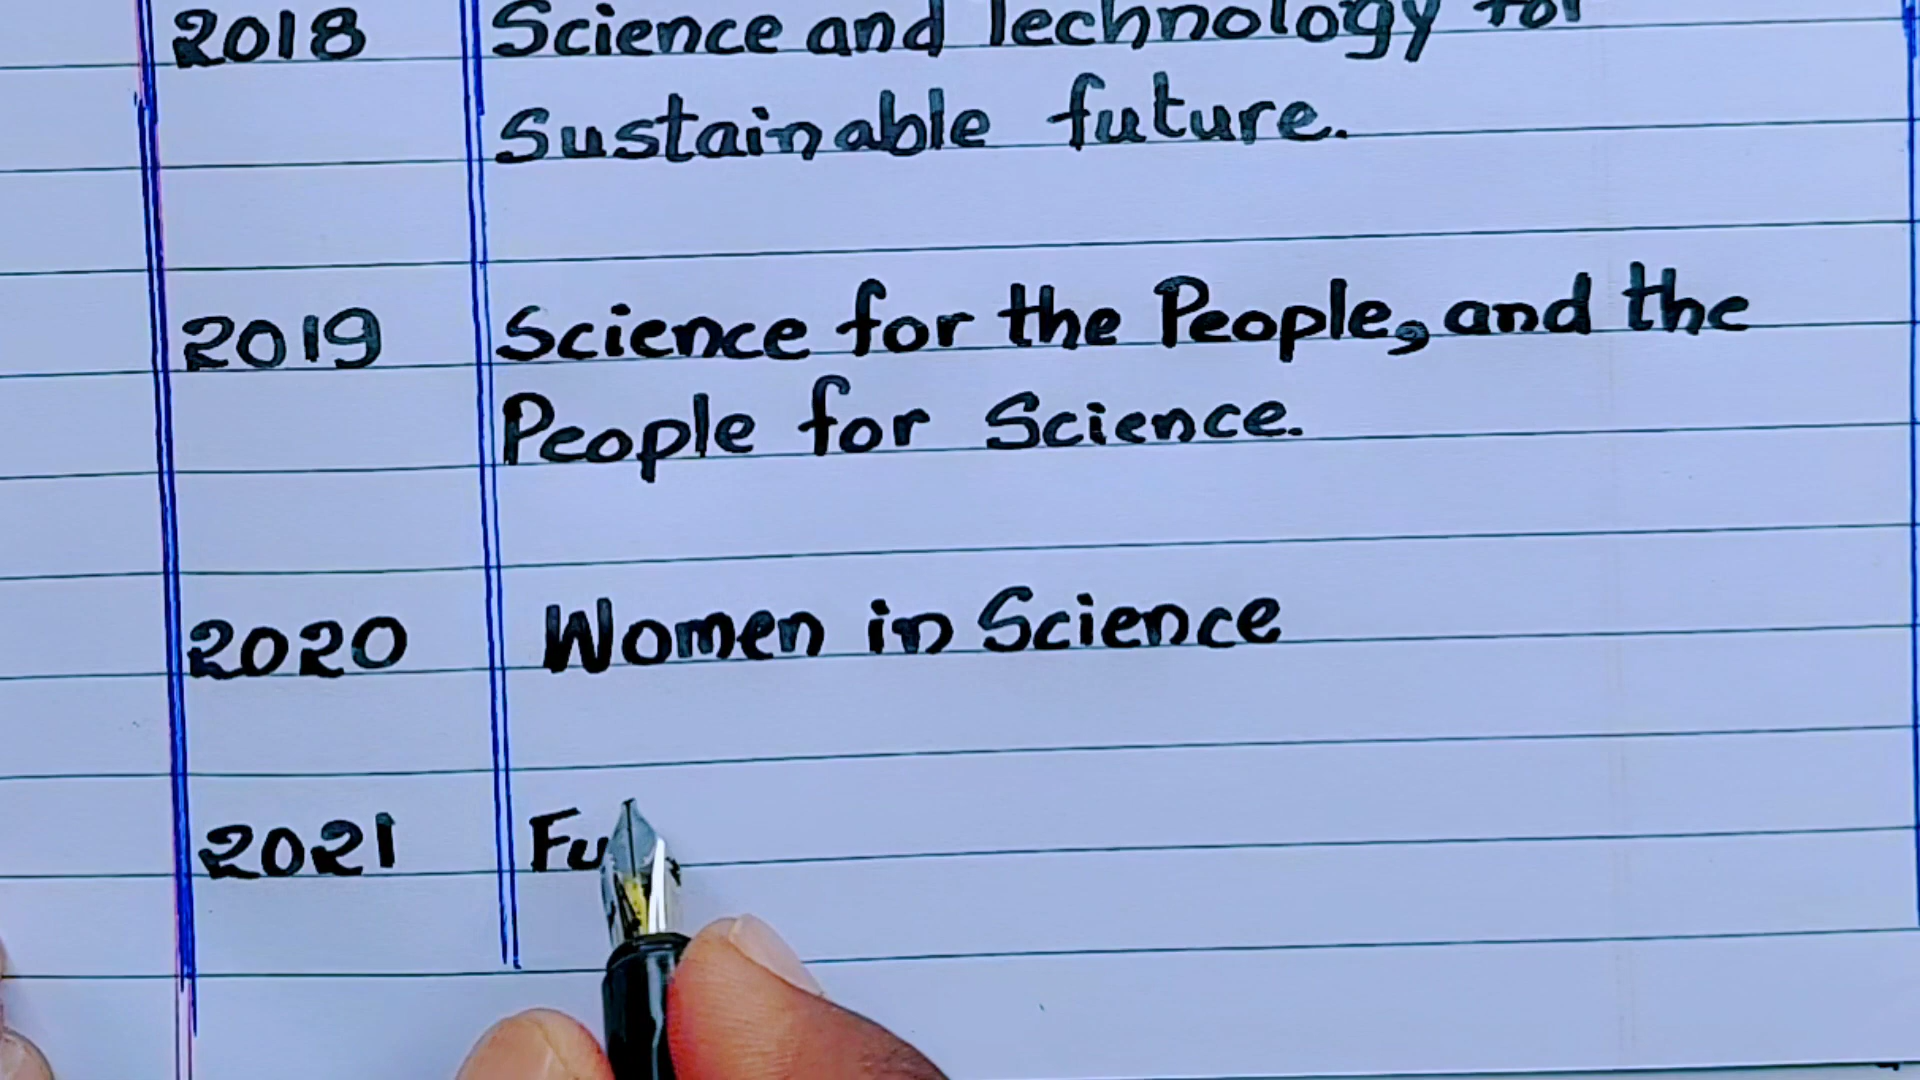 2018 Science and Technology for
Sustainable future.
2019 Science for the People, and the
People for Science.
2020 Women in Science
2021 Fu